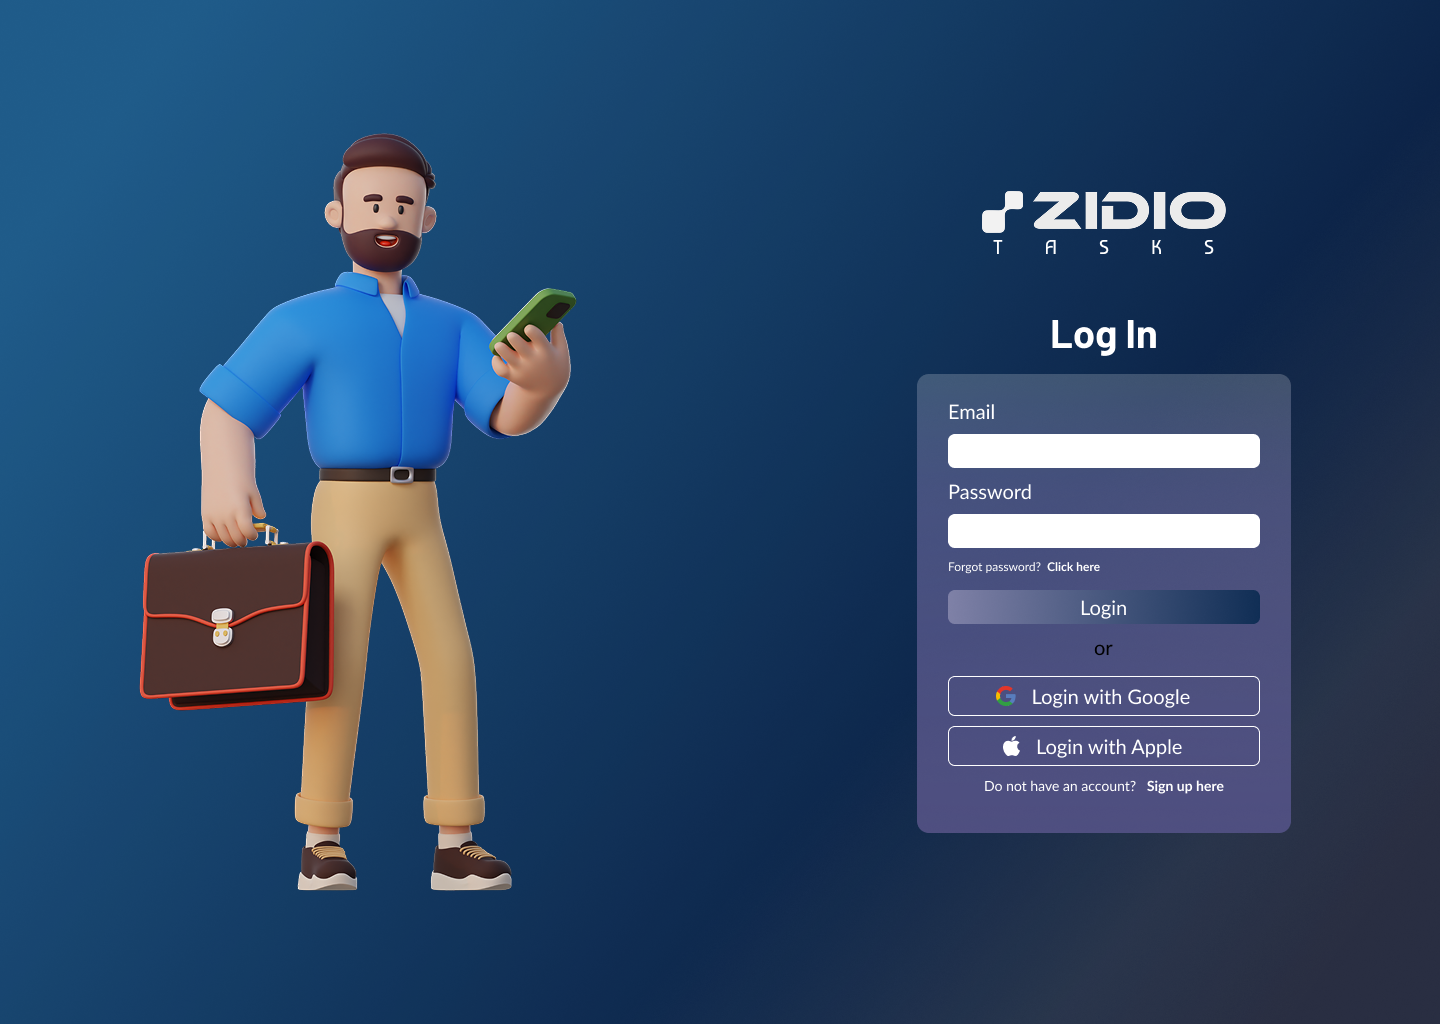 ZIDIO
TASKS
Log In
Email
Password
Forgot password? Click here
Login
or
Login with Google
Login with Apple
Do not have an account? Sign up here